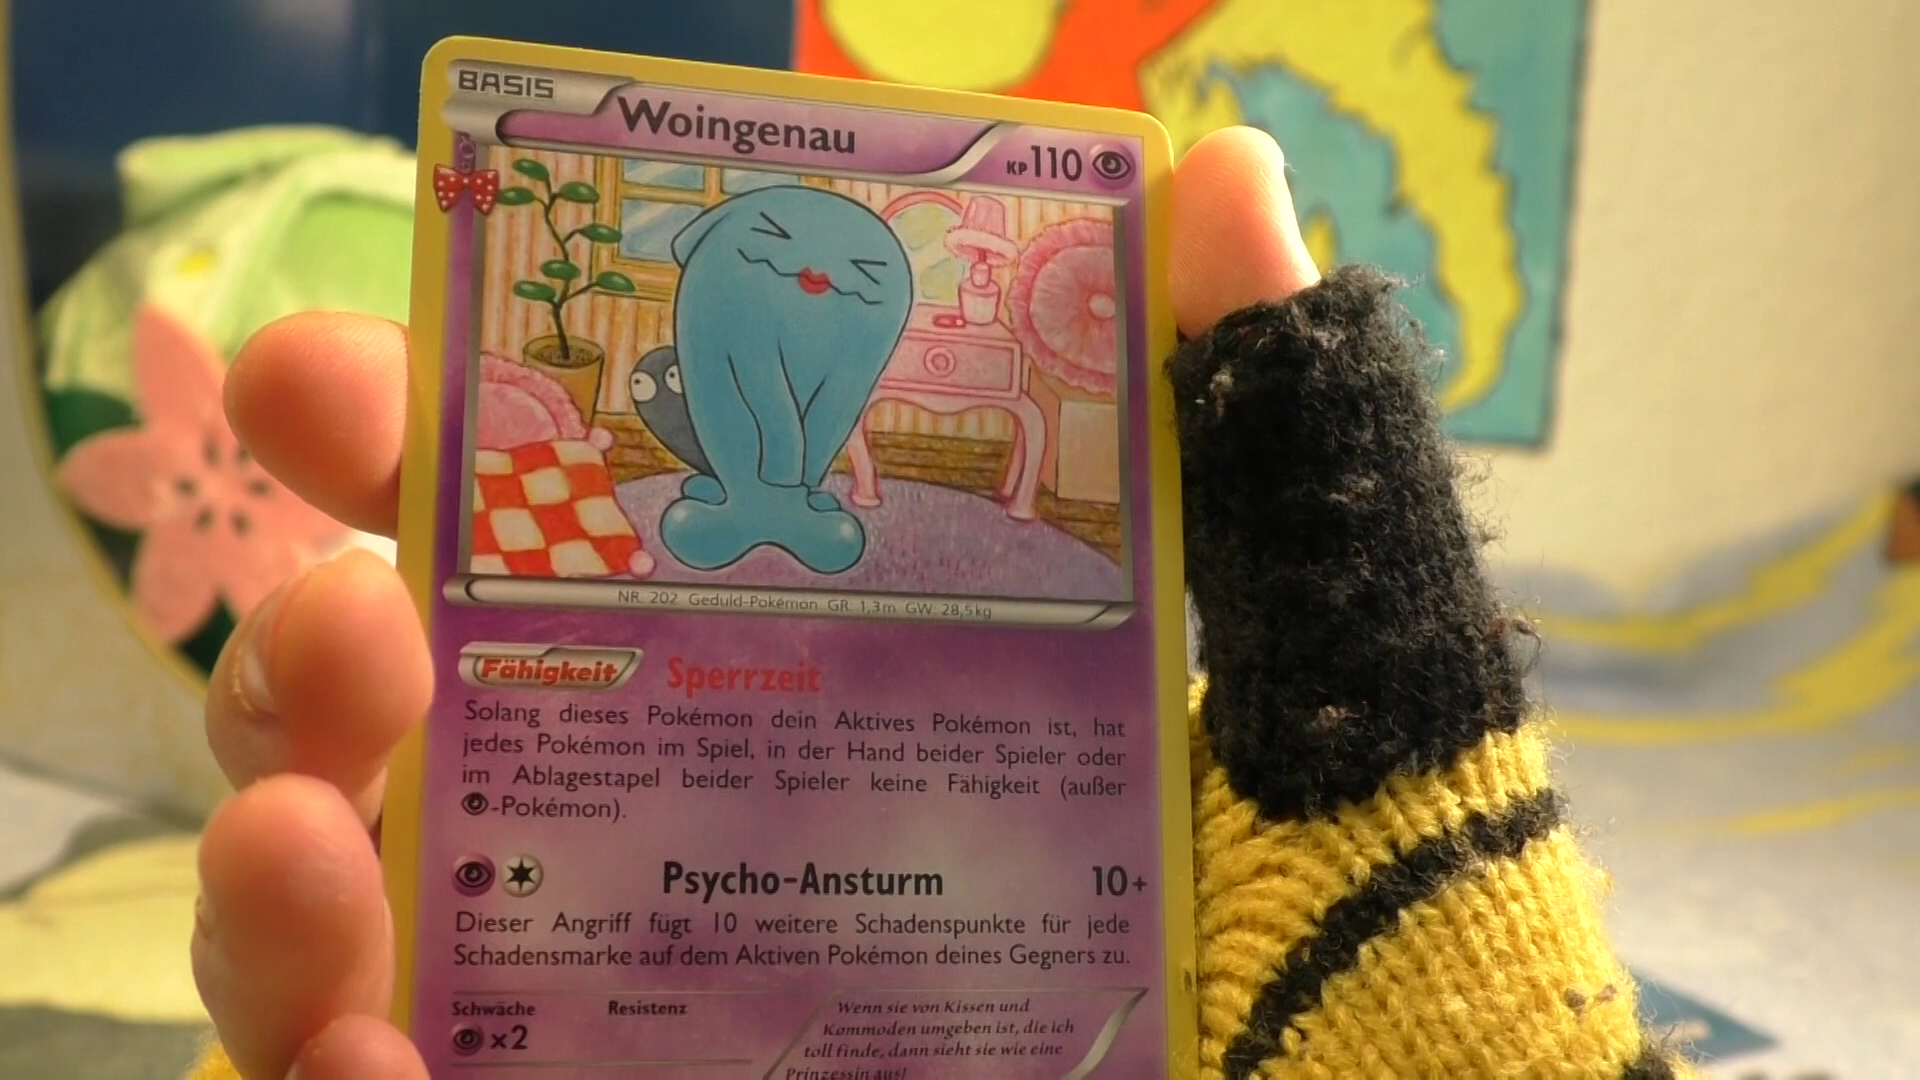 BASIS
Woingenau
KP110
NR. 202 Geduld-Pokémon GR. 1,3m GW. 28,5kg
Fähigkeit Sperrzeit
Solang dieses Pokémon dein Aktives Pokémon ist, hat
jedes Pokémon im Spiel, in der Hand beider Spieler oder
im Ablagestapel beider Spieler keine Fähigkeit (außer
-Pokémon).
Psycho-Ansturm 10+
Dieser Angriff fügt 10 weitere Schadenspunkte für jede
Schadensmarke auf dem Aktiven Pokémon deines Gegners zu.
Schwäche Resistenz
×2
Wenn sie von Kissen und
Kommoden umgeben ist, die ich
toll finde, dann sieht sie wie eine
Prinzessin aus!